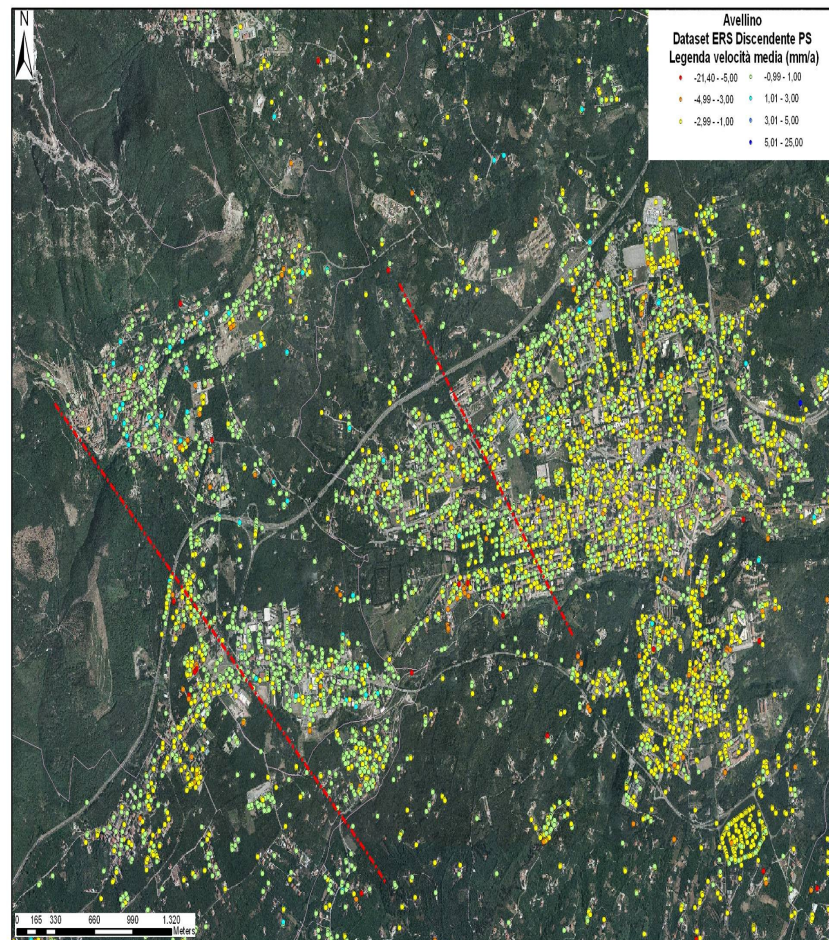 N
Avellino
Dataset ERS Discendente PS
Legenda velocità media (mm/a)
-21,40 - -5,00
-4,99 - -3,00
-2,99 - -1,00
-0,99 - 1,00
1,01 - 3,00
3,01 - 5,00
5,01 - 25,00
0 165 330 660 990 1.320
Meters